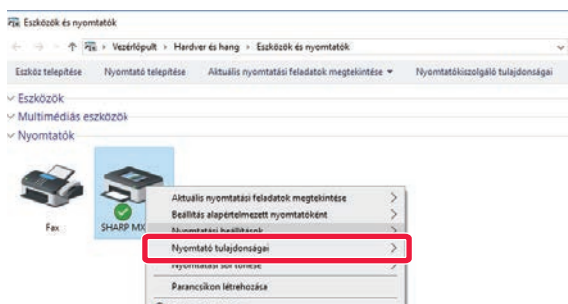 Eszközök és nyomtatók
Vezérlőpult › Hardver és hang › Eszközök és nyomtatók
Eszköz telepítése Nyomtató telepítése Aktuális nyomtatási feladatok megtekintése Nyomtatókiszolgáló tulajdonságai
Eszközök
Multimédiás eszközök
Nyomtatók
Aktuális nyomtatási feladatok megtekintése
Beállítás alapértelmezett nyomtatóként
Fax
SHARP MX
Nyomtatási beállítások
Nyomtató tulajdonságai
Nyomtatási sor törlése
Parancsikon létrehozása